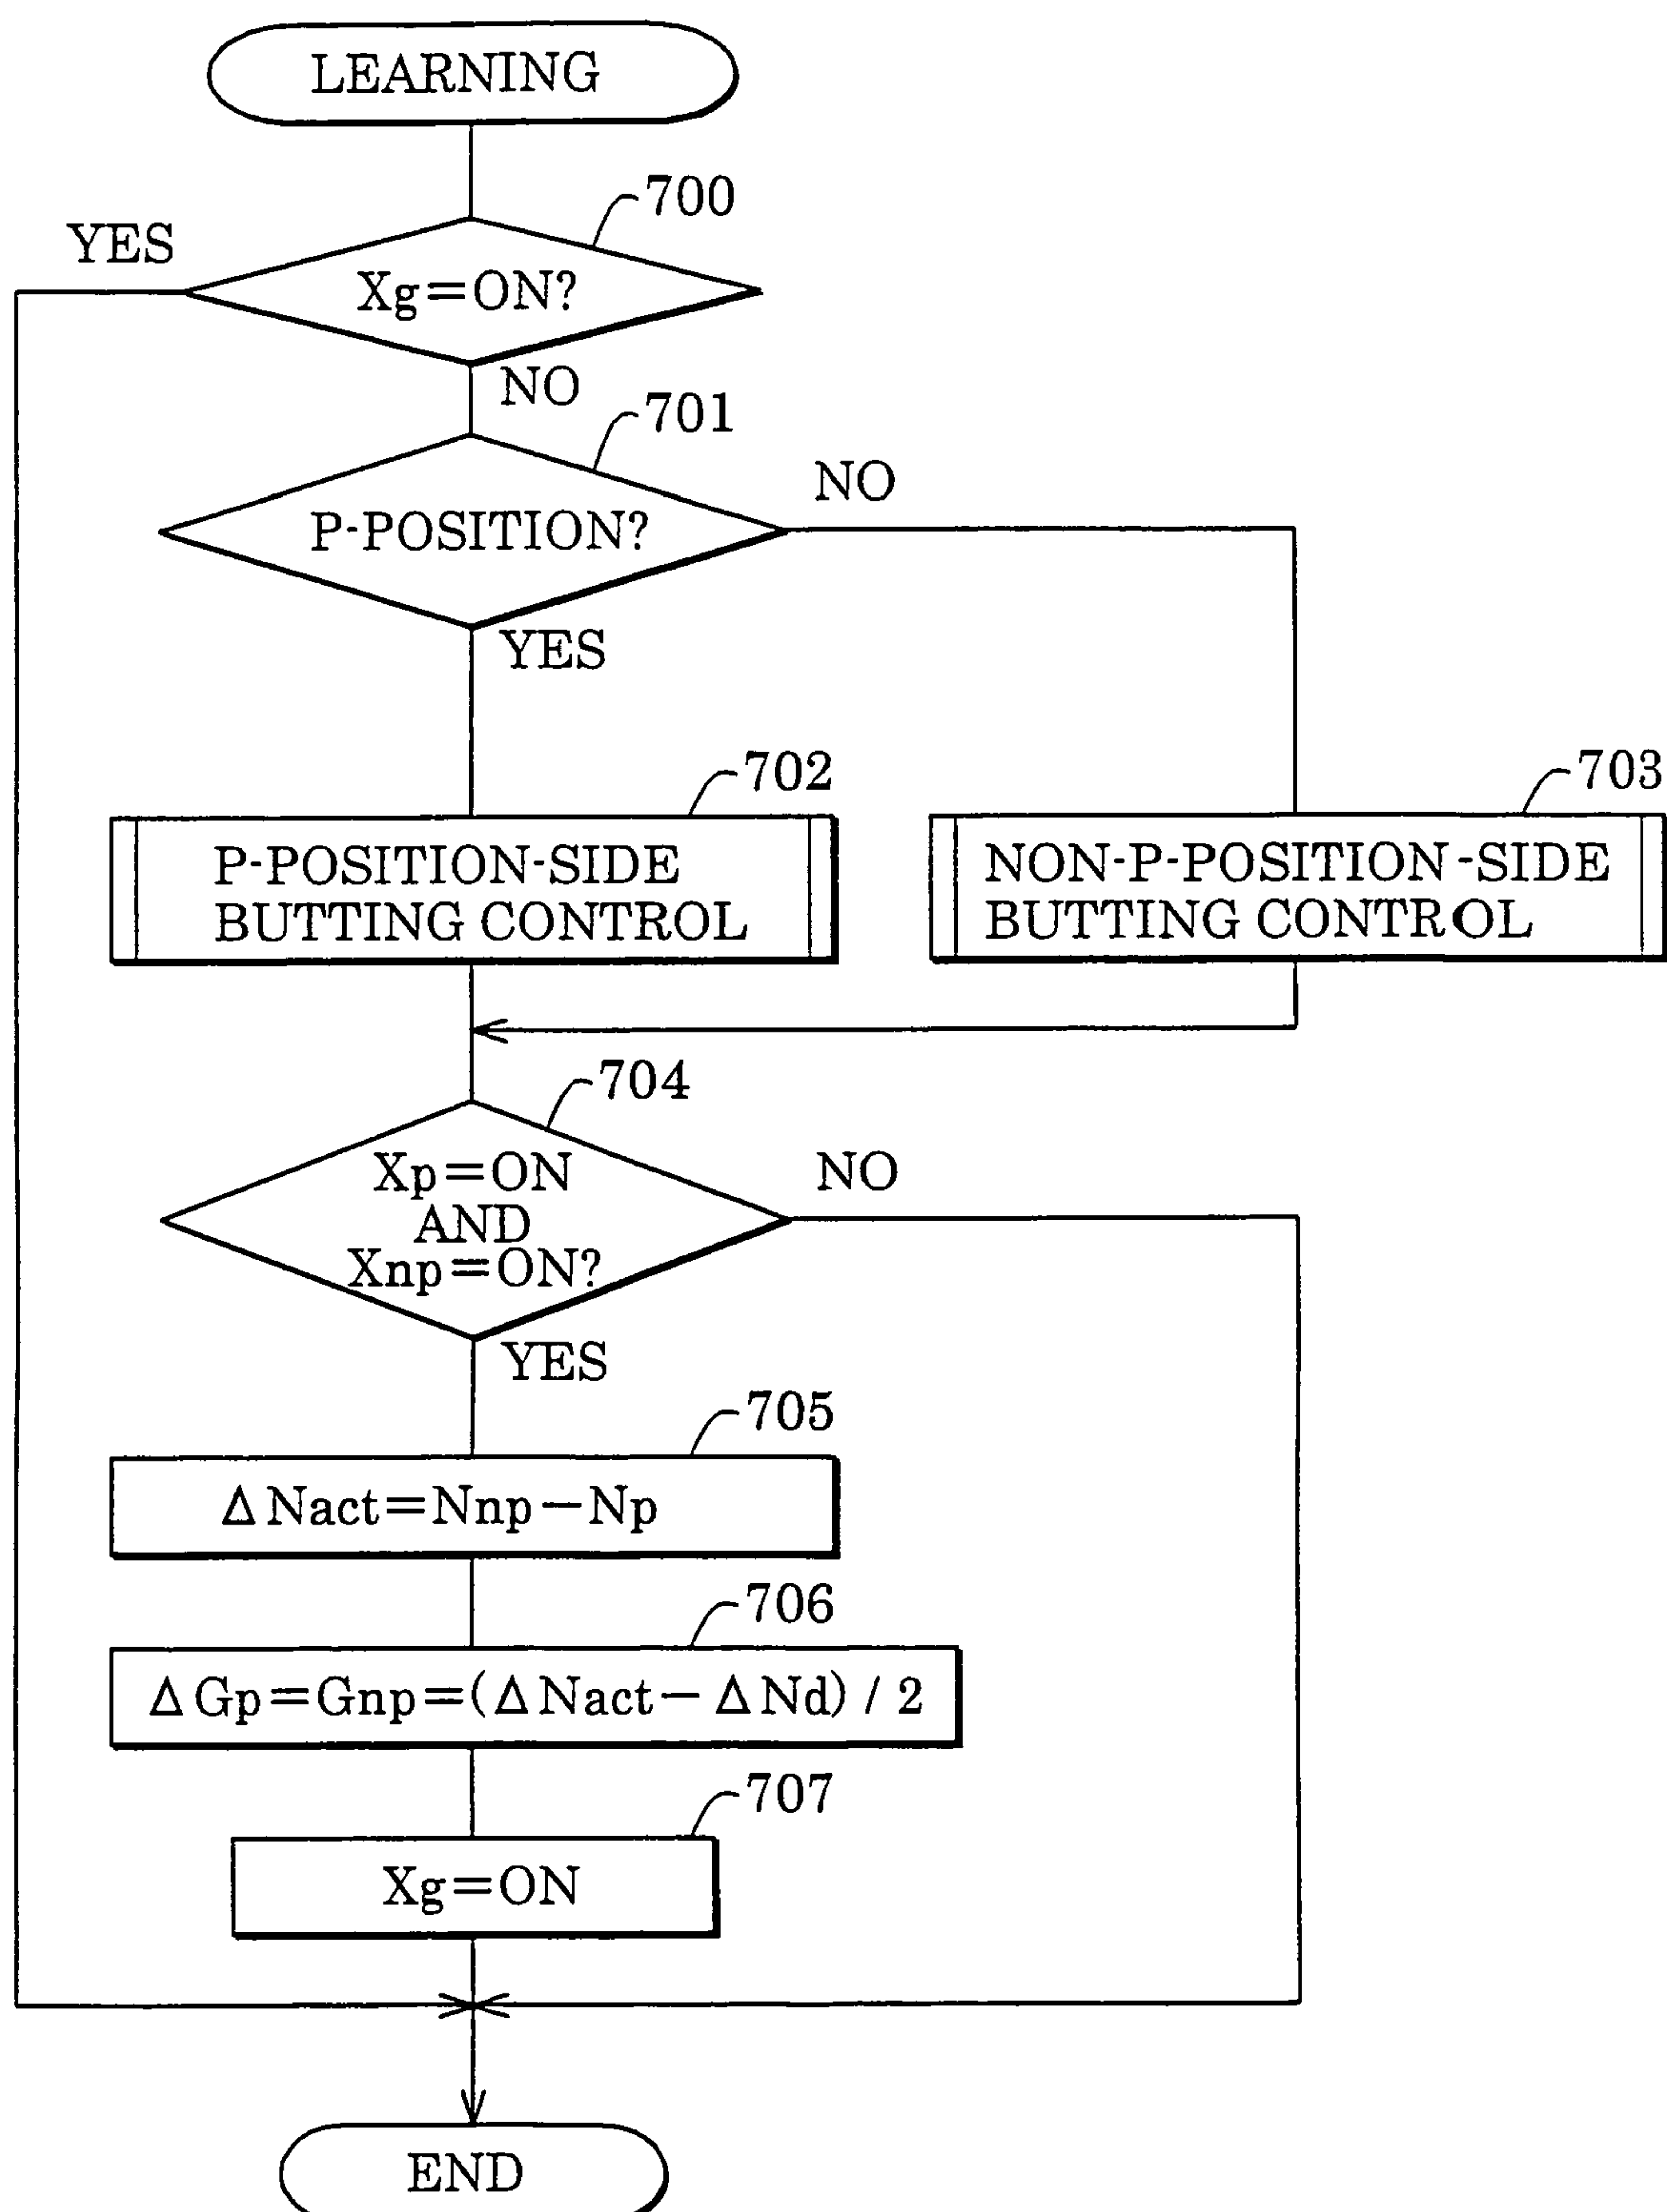 LEARNING
700
YES
Xg=ON?
NO
701
NO
P-POSITION?
YES
702
703
P-POSITION-SIDE
BUTTING CONTROL
NON-P-POSITION-SIDE
BUTTING CONTROL
704
Xp=ON
AND
Xnp=ON?
NO
YES
705
ΔNact=Nnp−Np
706
ΔGp=Gnp=(ΔNact−ΔNd)/2
707
Xg=ON
END